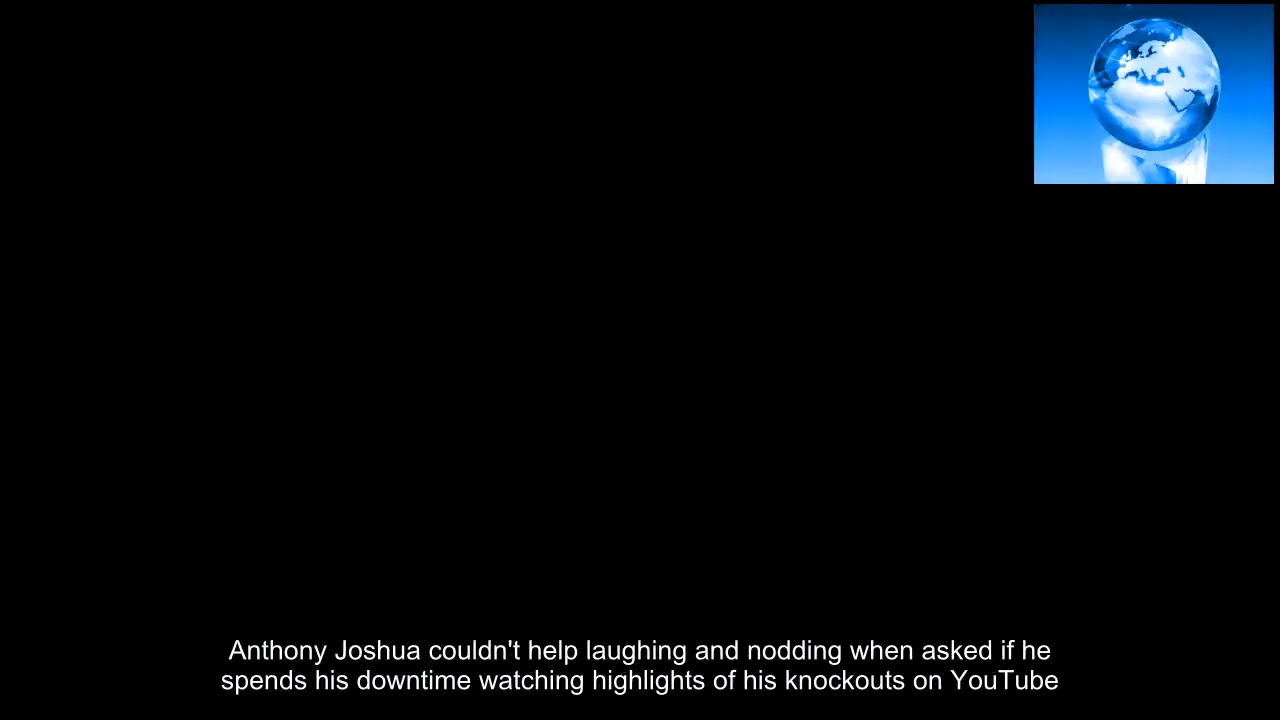 Anthony Joshua couldn't help laughing and nodding when asked if he
spends his downtime watching highlights of his knockouts on YouTube